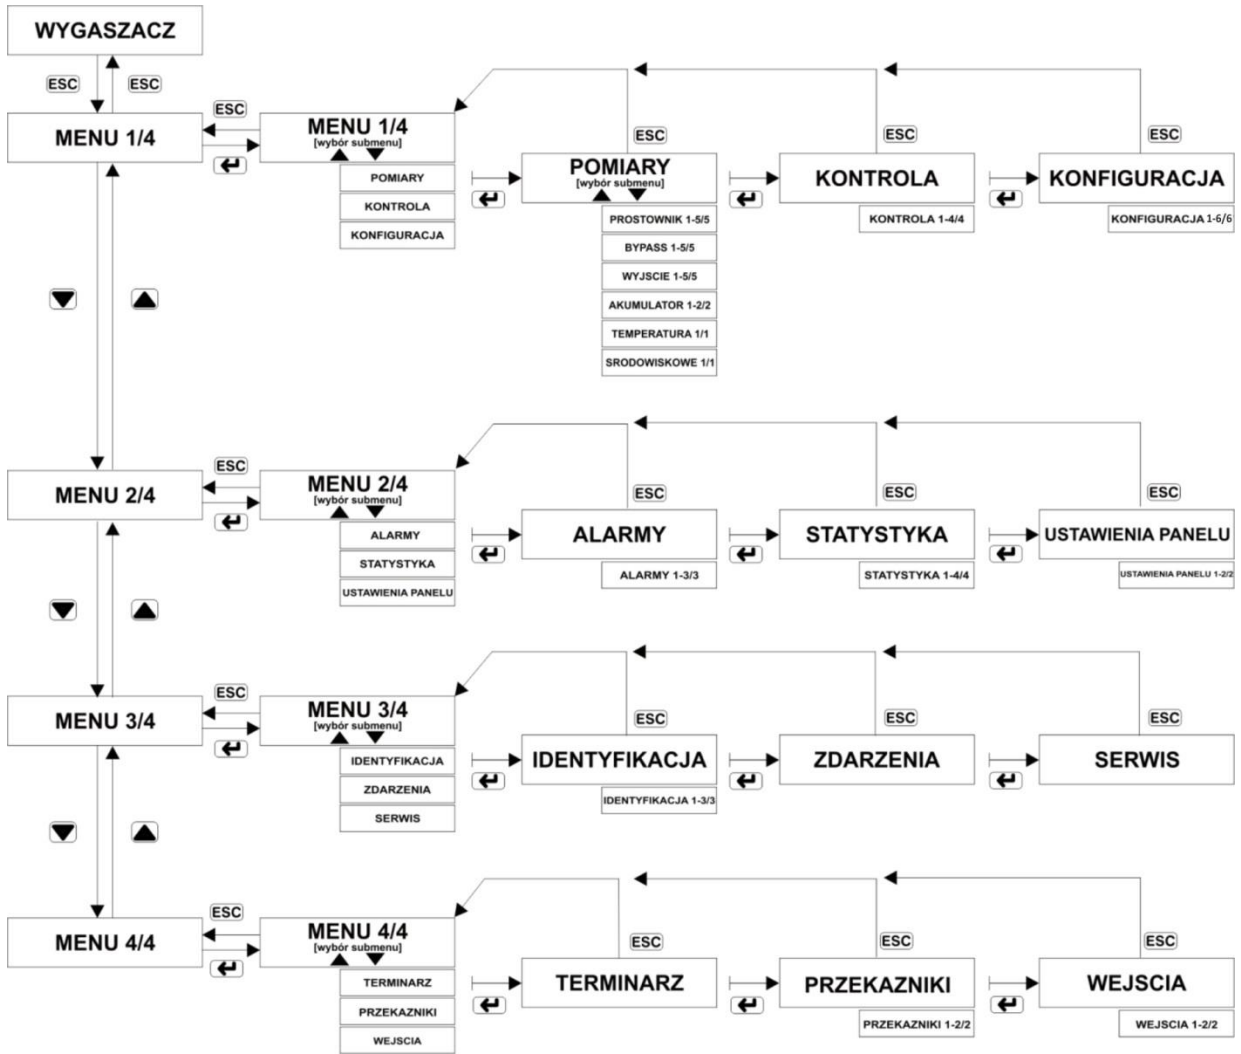 WYGASZACZ
ESC
ESC
MENU 1/4
ESC
MENU 1/4
[wybór submenu]
POMIARY
KONTROLA
KONFIGURACJA
ESC
POMIARY
[wybór submenu]
PROSTOWNIK 1-5/5
BYPASS 1-5/5
WYJSCIE 1-5/5
AKUMULATOR 1-2/2
TEMPERATURA 1/1
SRODOWISKOWE 1/1
ESC
KONTROLA
KONTROLA 1-4/4
ESC
KONFIGURACJA
KONFIGURACJA 1-6/6
MENU 2/4
ESC
MENU 2/4
[wybór submenu]
ALARMY
STATYSTYKA
USTAWIENIA PANELU
ESC
ALARMY
ALARMY 1-3/3
ESC
STATYSTYKA
STATYSTYKA 1-4/4
ESC
USTAWIENIA PANELU
USTAWIENIA PANELU 1-2/2
MENU 3/4
ESC
MENU 3/4
[wybór submenu]
IDENTYFIKACJA
ZDARZENIA
SERWIS
ESC
IDENTYFIKACJA
IDENTYFIKACJA 1-3/3
ESC
ZDARZENIA
ESC
SERWIS
MENU 4/4
ESC
MENU 4/4
[wybór submenu]
TERMINARZ
PRZEKAZNIKI
WEJSCIA
ESC
TERMINARZ
ESC
PRZEKAZNIKI
PRZEKAZNIKI 1-2/2
ESC
WEJSCIA
WEJSCIA 1-2/2